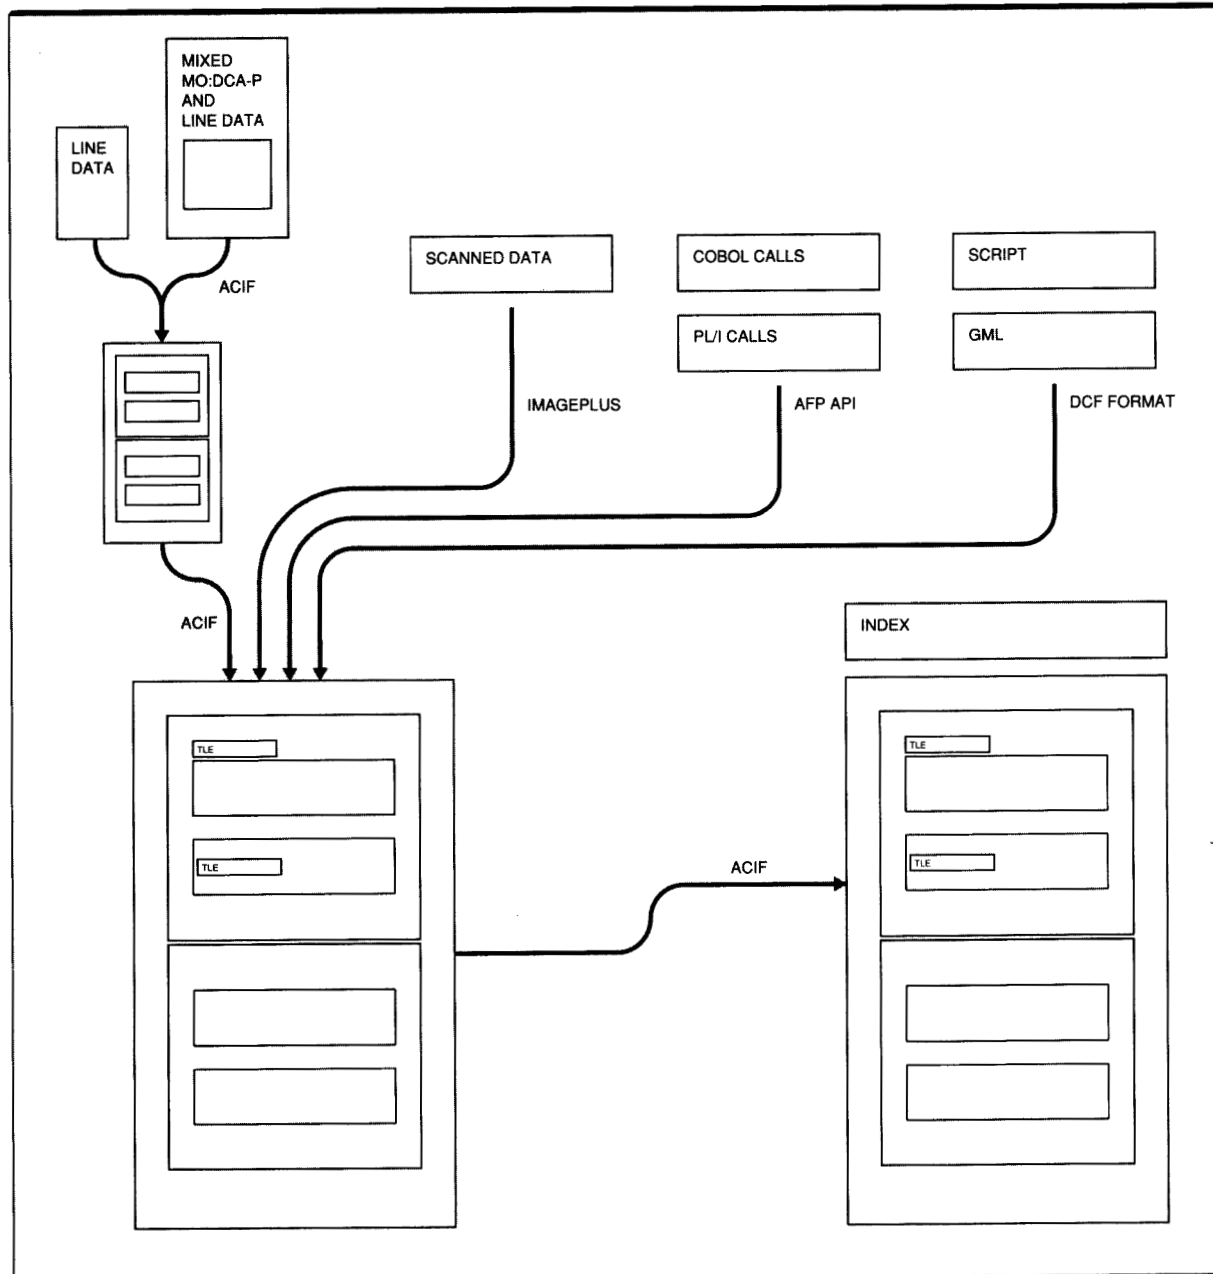 MIXED
MO:DCA-P
AND
LINE DATA
LINE
DATA
ACIF
SCANNED DATA
COBOL CALLS
SCRIPT
PL/I CALLS
GML
IMAGEPLUS
AFP API
DCF FORMAT
ACIF
INDEX
TLE
TLE
ACIF
TLE
TLE